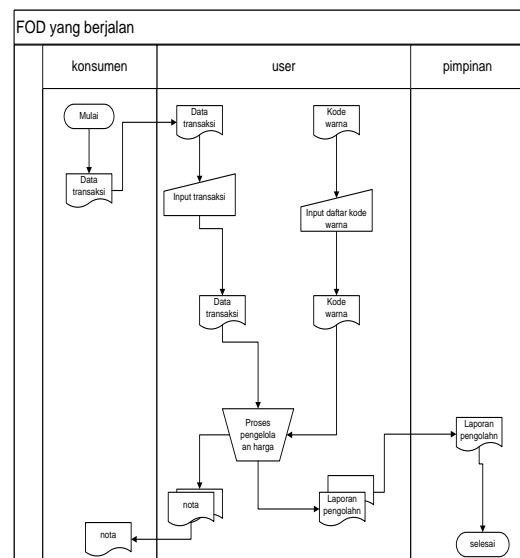 FOD yang berjalan
konsumen
user
pimpinan
Mulai
Data
transaksi
Data
transaksi
Kode
warna
Input transaksi
Input daftar kode
warna
Data
transaksi
Kode
warna
Proses
pengelola
an harga
nota
nota
Laporan
pengolahn
Laporan
pengolahn
selesai